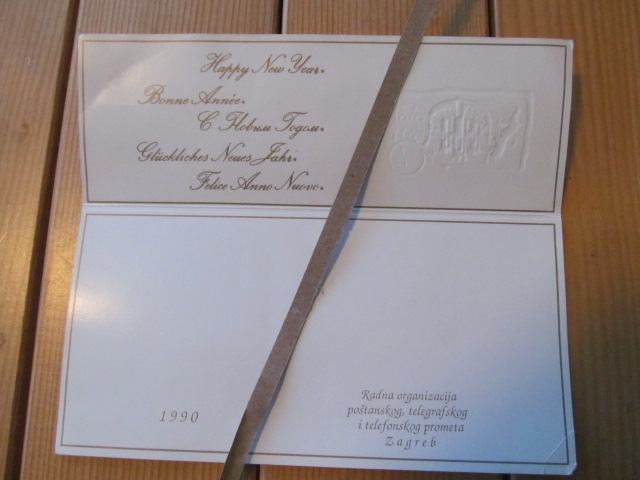 Happy New Year.
Bonne Année.
С Новым Годом.
Glückliches Neues Jahr.
Felice Anno Nuovo.
1990
Radna organizacija
poštanskog, telegrafskog
i telefonskog prometa
Zagreb